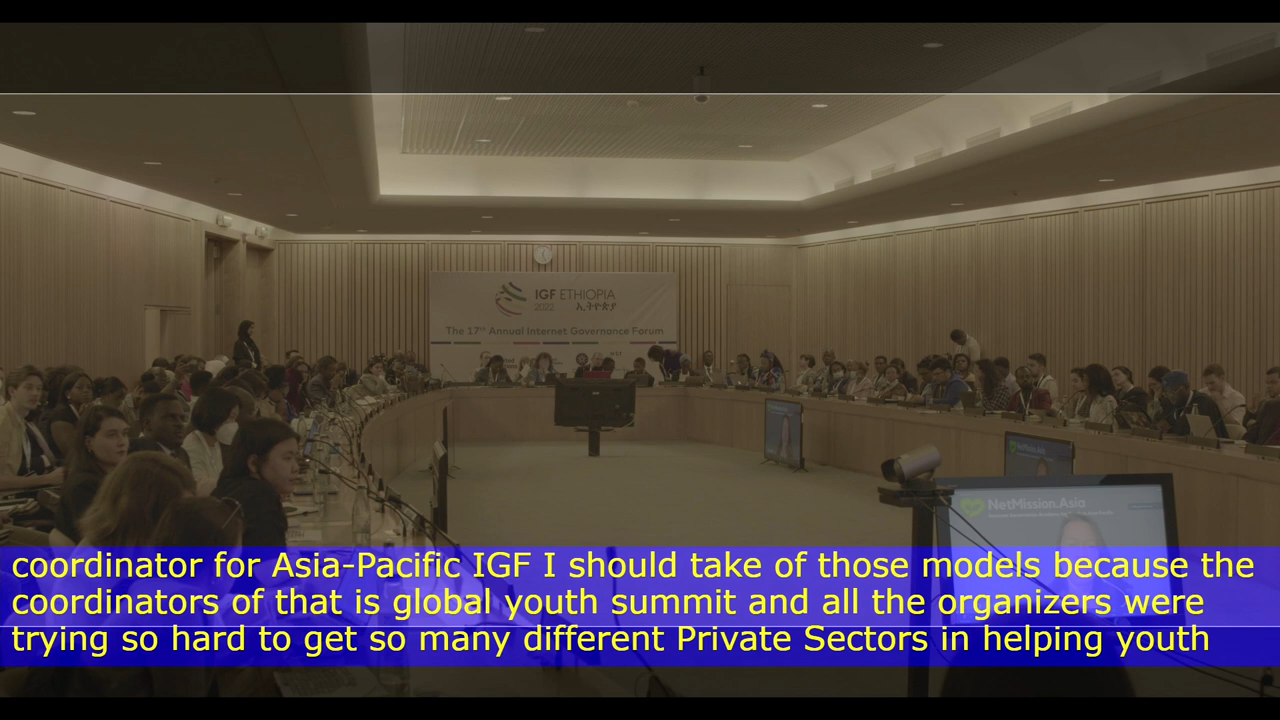 IGF ETHIOPIA
2022 ኢትዮጵያ
The 17th Annual Internet Governance Forum
NetMission.Asia
coordinator for Asia-Pacific IGF I should take of those models because the
coordinators of that is global youth summit and all the organizers were
trying so hard to get so many different Private Sectors in helping youth